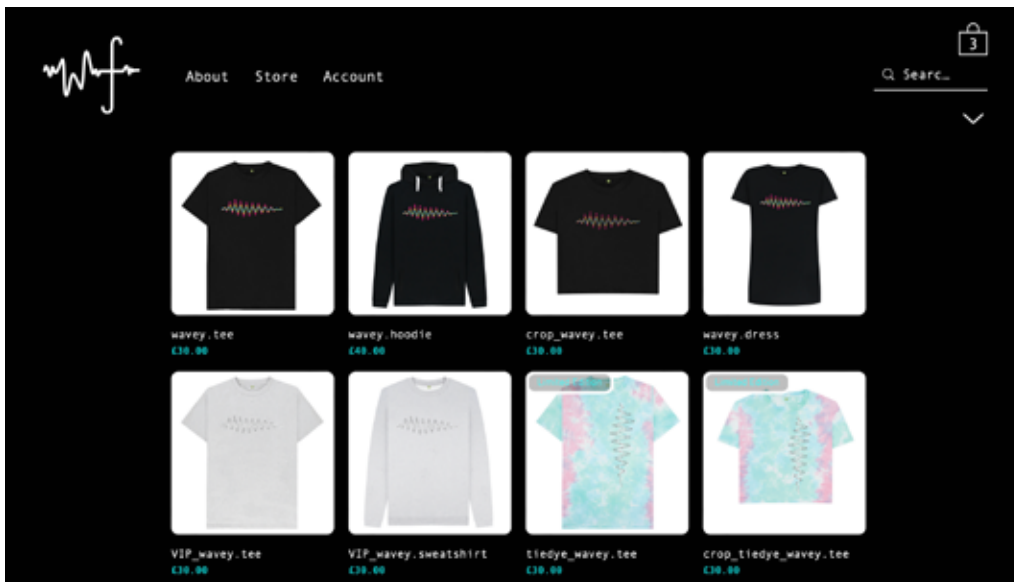 3
About Store Account
Searc…
wavey.tee
£30.00
wavey.hoodie
£40.00
crop_wavey.tee
£30.00
wavey.dress
£30.00
VIP_wavey.tee
£30.00
VIP_wavey.sweatshirt
£30.00
tiedye_wavey.tee
£30.00
crop_tiedye_wavey.tee
£30.00